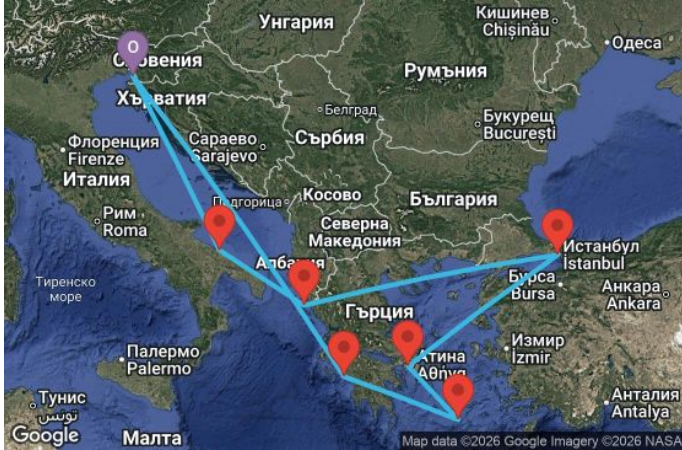 Кишинев
Chișinău
Унгария
Одеса
О
Словения
Румъния
Хърватия
Белград
Букурещ
București
Флоренция
Firenze
Сараево
Sarajevo
Сърбия
Италия
Подгорица
Косово
България
Рим
Roma
Северна
Македония
Албания
Истанбул
İstanbul
Тиренско
море
Бурса
Bursa
Анкара
Ankara
Гърция
Палермо
Palermo
Атина
Αθήνα
Измир
İzmir
Тунис
تونس
Анталия
Antalya
Google
Малта
Map data ©2026 Google Imagery ©2026 NASA